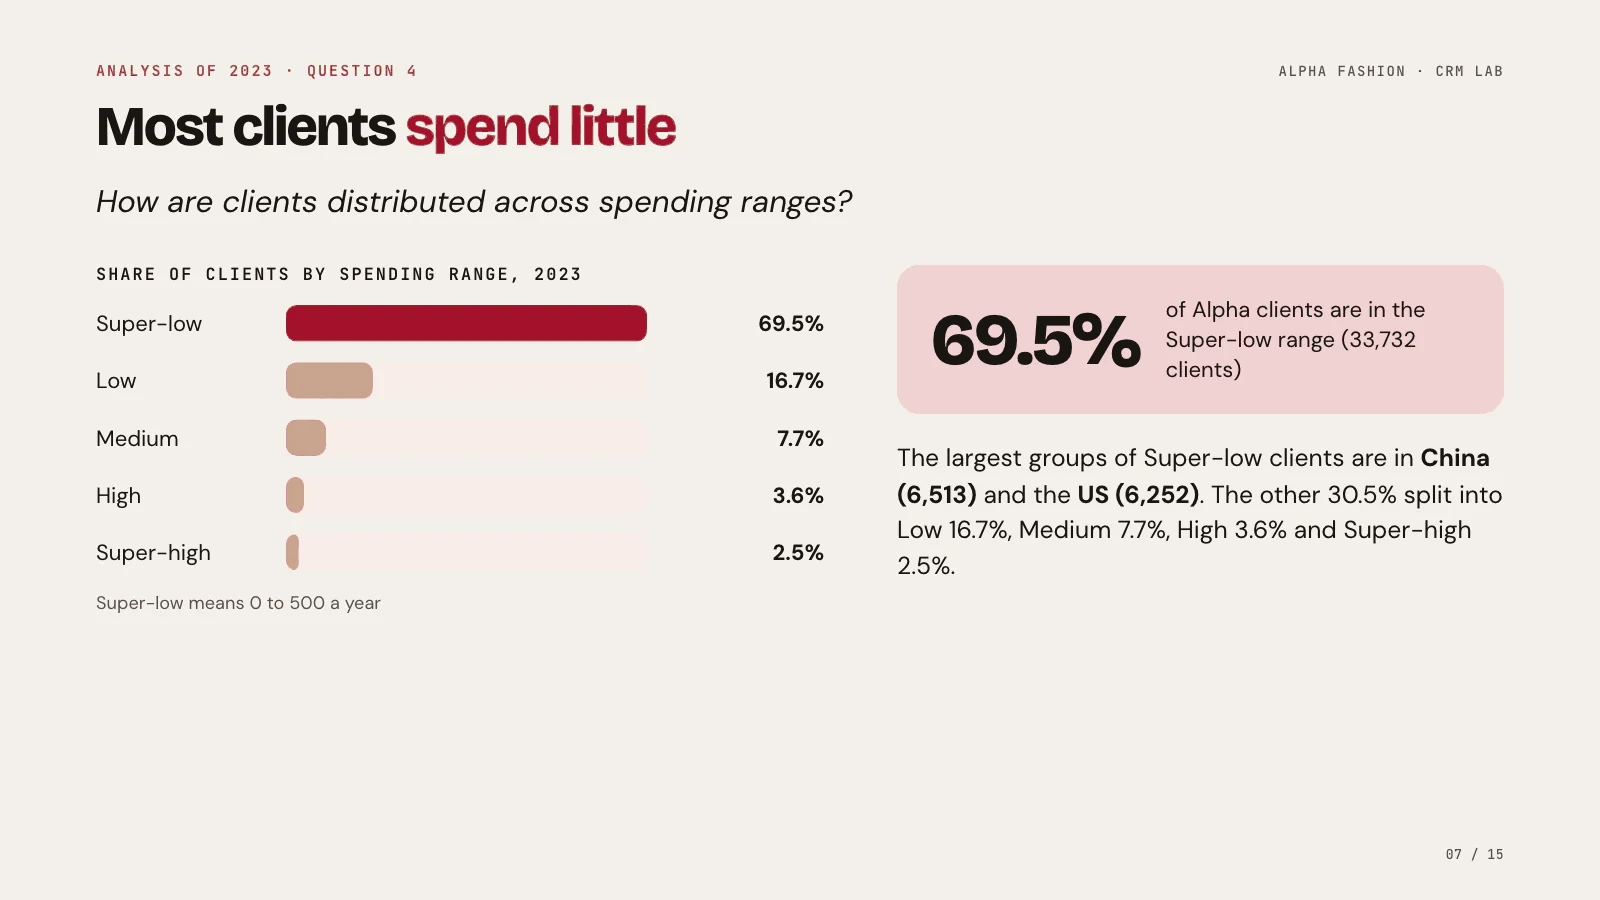 ANALYSIS OF 2023 · QUESTION 4
ALPHA FASHION · CRM LAB
Most clients spend little
How are clients distributed across spending ranges?
SHARE OF CLIENTS BY SPENDING RANGE, 2023
Super-low 69.5%
Low 16.7%
Medium 7.7%
High 3.6%
Super-high 2.5%
Super-low means 0 to 500 a year
69.5%
of Alpha clients are in the
Super-low range (33,732
clients)
The largest groups of Super-low clients are in China
(6,513) and the US (6,252). The other 30.5% split into
Low 16.7%, Medium 7.7%, High 3.6% and Super-high
2.5%.
07 / 15